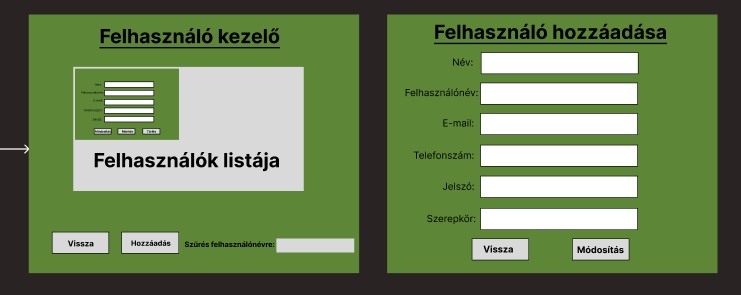 Felhasználó kezelő
Felhasználók listája
Vissza
Hozzáadás
Szűrés felhasználónévre:
Felhasználó hozzáadása
Név:
Felhasználónév:
E-mail:
Telefonszám:
Jelszó:
Szerepkör:
Vissza
Módosítás